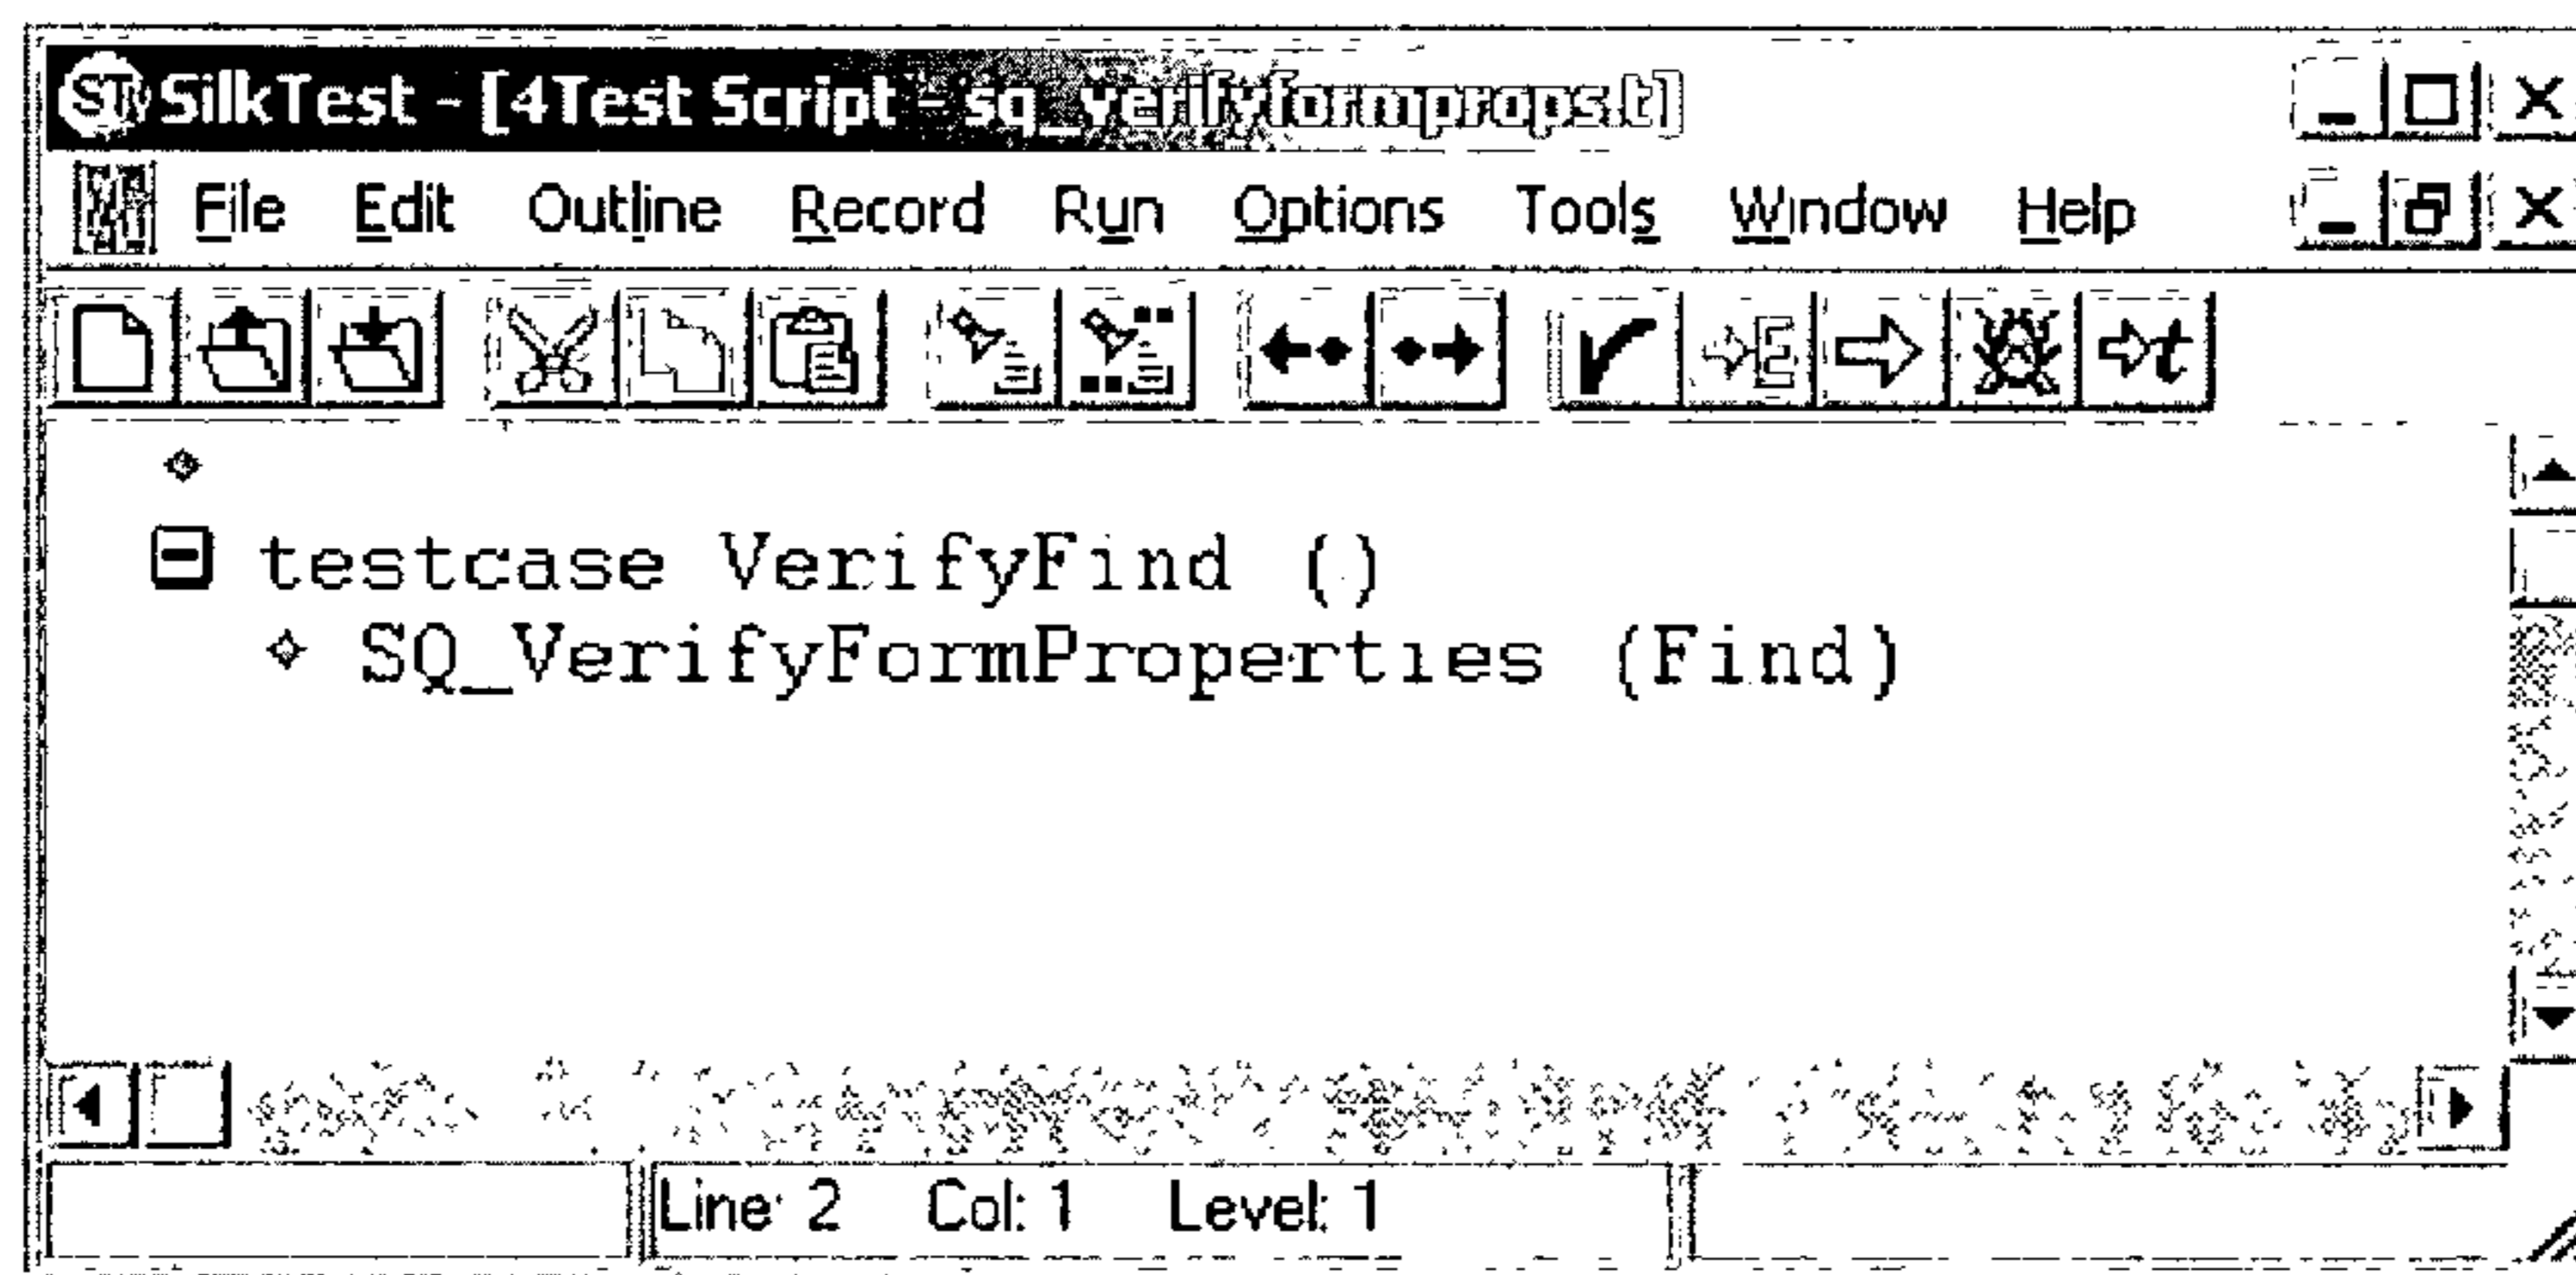 SilkTest - [4Test Script - sq_verifyformprops.t]
File Edit Outline Record Run Options Tools Window Help
testcase VerifyFind ()
SQ_VerifyFormProperties (Find)
Line: 2 Col: 1 Level: 1